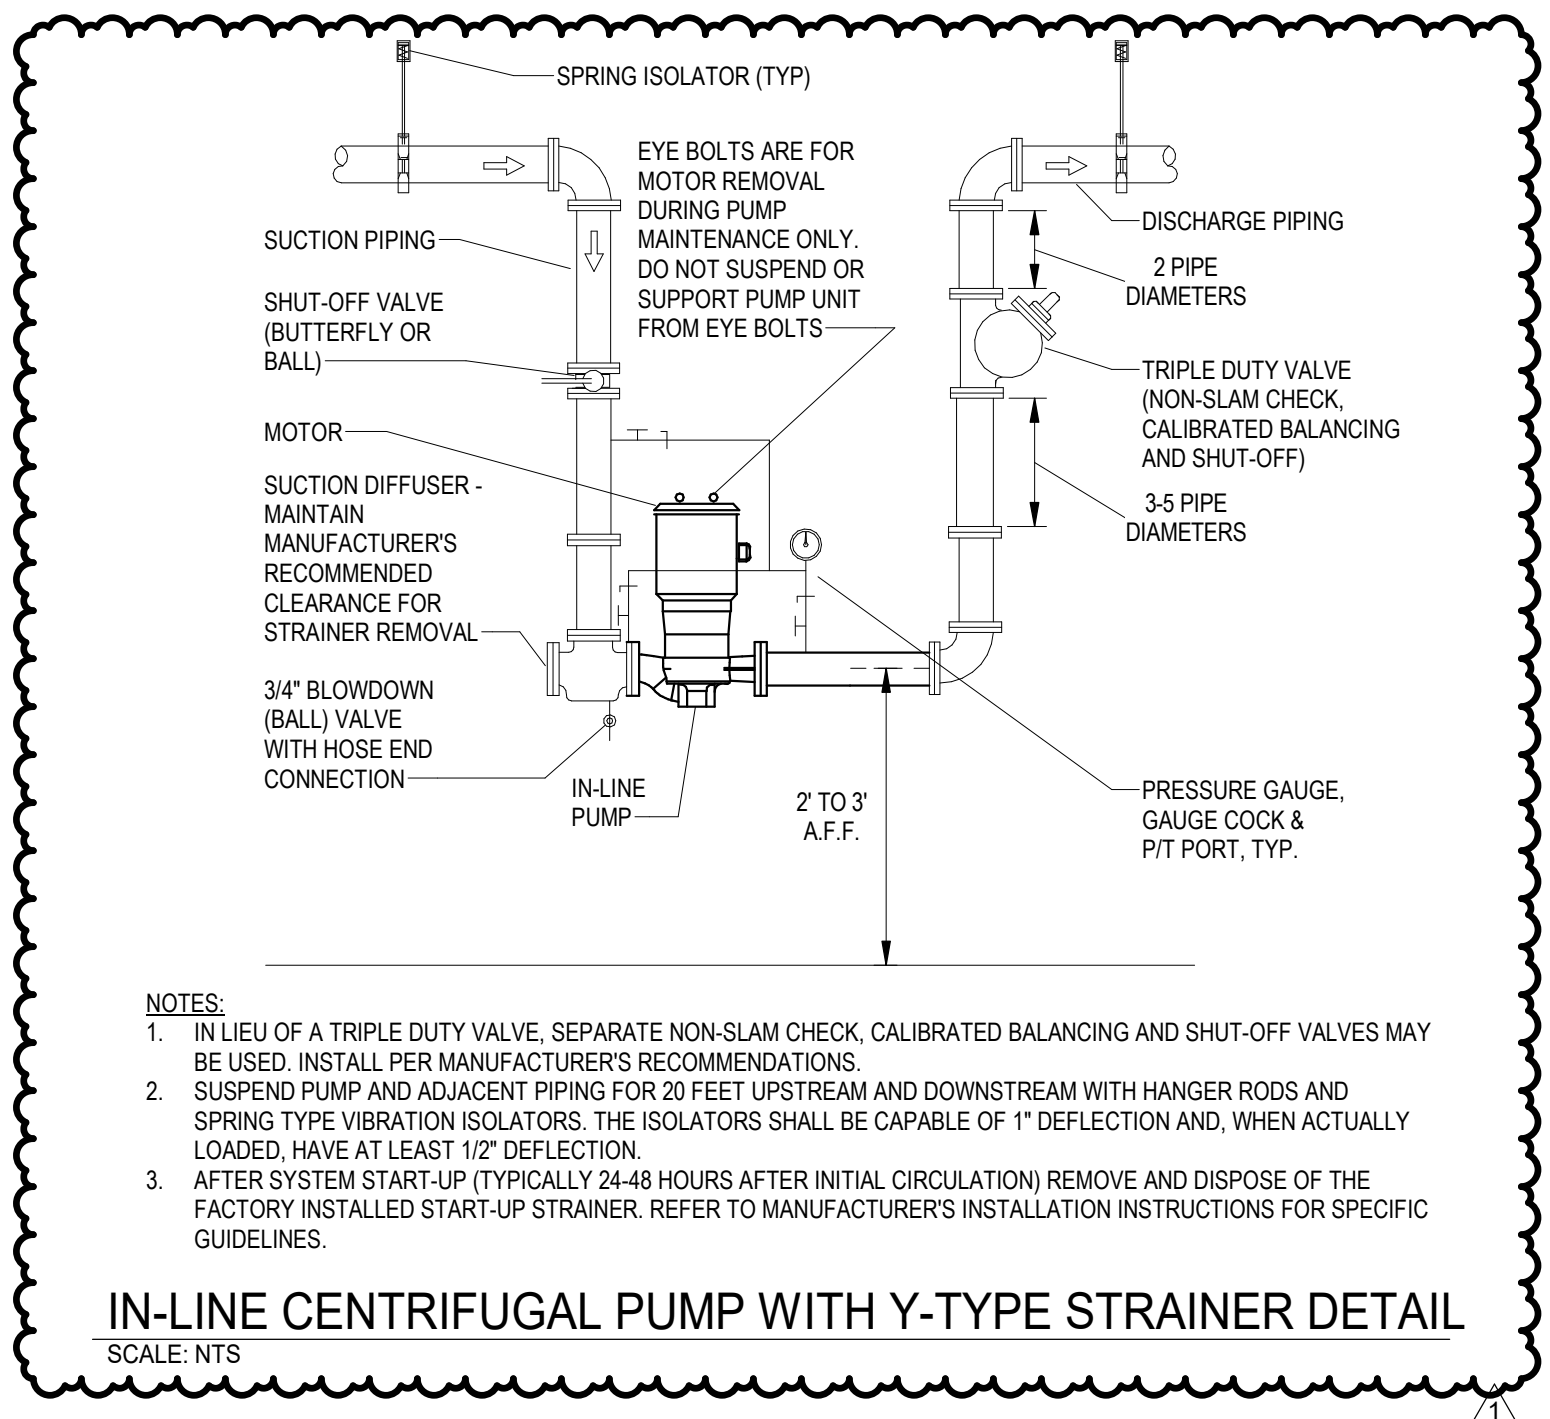 SPRING ISOLATOR (TYP)
EYE BOLTS ARE FOR
MOTOR REMOVAL
DURING PUMP
MAINTENANCE ONLY.
DO NOT SUSPEND OR
SUPPORT PUMP UNIT
FROM EYE BOLTS
SUCTION PIPING
SHUT-OFF VALVE
(BUTTERFLY OR
BALL)
MOTOR
SUCTION DIFFUSER -
MAINTAIN
MANUFACTURER'S
RECOMMENDED
CLEARANCE FOR
STRAINER REMOVAL
3/4" BLOWDOWN
(BALL) VALVE
WITH HOSE END
CONNECTION
IN-LINE
PUMP
2' TO 3'
A.F.F.
DISCHARGE PIPING
2 PIPE
DIAMETERS
TRIPLE DUTY VALVE
(NON-SLAM CHECK,
CALIBRATED BALANCING
AND SHUT-OFF)
3-5 PIPE
DIAMETERS
PRESSURE GAUGE,
GAUGE COCK &
P/T PORT, TYP.
NOTES:
1. IN LIEU OF A TRIPLE DUTY VALVE, SEPARATE NON-SLAM CHECK, CALIBRATED BALANCING AND SHUT-OFF VALVES MAY
BE USED. INSTALL PER MANUFACTURER'S RECOMMENDATIONS.
2. SUSPEND PUMP AND ADJACENT PIPING FOR 20 FEET UPSTREAM AND DOWNSTREAM WITH HANGER RODS AND
SPRING TYPE VIBRATION ISOLATORS. THE ISOLATORS SHALL BE CAPABLE OF 1" DEFLECTION AND, WHEN ACTUALLY
LOADED, HAVE AT LEAST 1/2" DEFLECTION.
3. AFTER SYSTEM START-UP (TYPICALLY 24-48 HOURS AFTER INITIAL CIRCULATION) REMOVE AND DISPOSE OF THE
FACTORY INSTALLED START-UP STRAINER. REFER TO MANUFACTURER'S INSTALLATION INSTRUCTIONS FOR SPECIFIC
GUIDELINES.
IN-LINE CENTRIFUGAL PUMP WITH Y-TYPE STRAINER DETAIL
SCALE: NTS
1